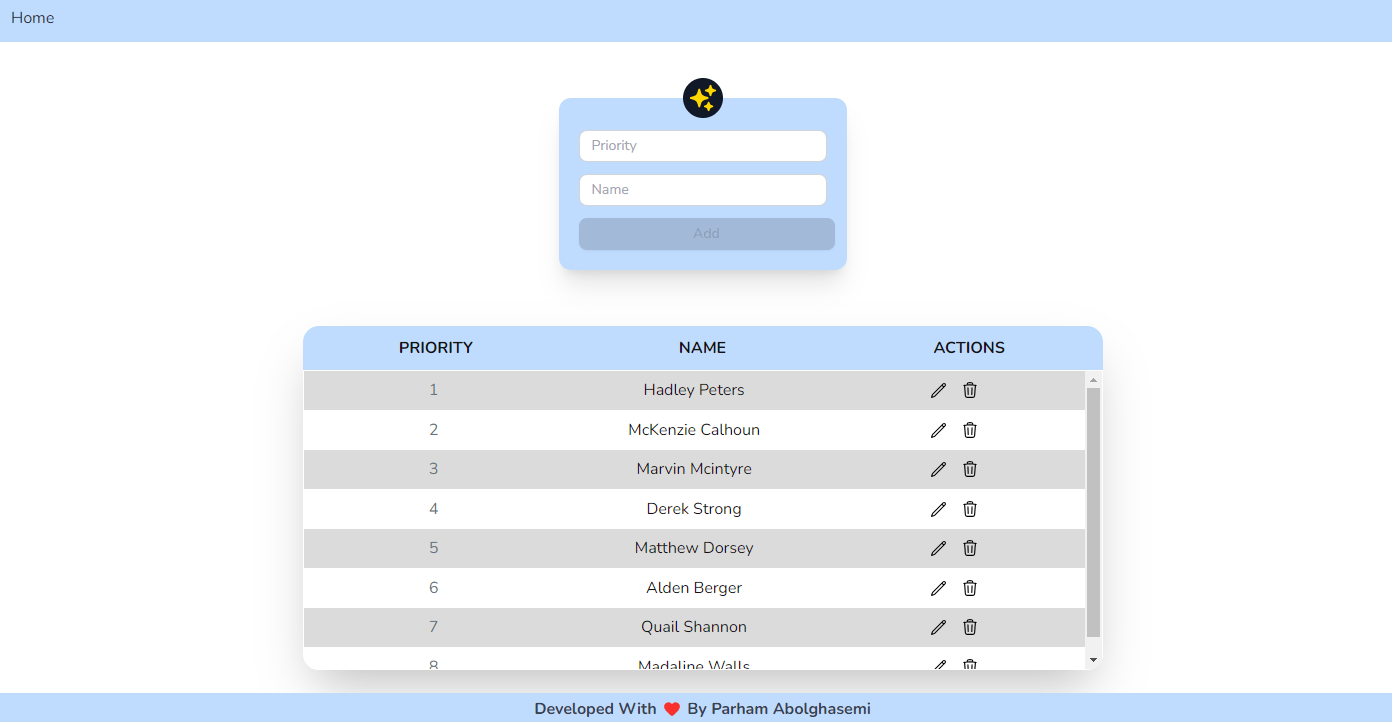 Home
Priority
Name
Add
PRIORITY NAME ACTIONS
1 Hadley Peters
2 McKenzie Calhoun
3 Marvin Mcintyre
4 Derek Strong
5 Matthew Dorsey
6 Alden Berger
7 Quail Shannon
8 Madaline Walls
Developed With ❤️ By Parham Abolghasemi